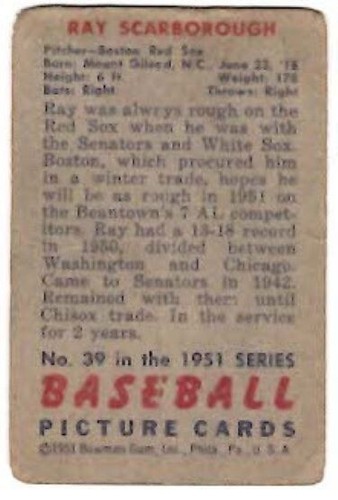 RAY SCARBOROUGH
Pitcher—Boston Red Sox
Born: Mount Gilead, N.C., June 23, '18
Height: 6 ft. Weight: 170
Bats: Right Throws: Right
Ray was always rough on the
Red Sox when he was with
the Senators and White Sox.
Boston, which procured him
in a winter trade, hopes he
will be as rough in 1951 on
the Beantown's 7 AL compet-
itors. Ray had a 13-18 record
in 1950, divided between
Washington and Chicago.
Came to Senators in 1942.
Remained with them until
Chisox trade. In the service
for 2 years.
No. 39 in the 1951 SERIES
BASEBALL
PICTURE CARDS
©1951 Bowman Gum, Inc., Phila., Pa., U. S. A.